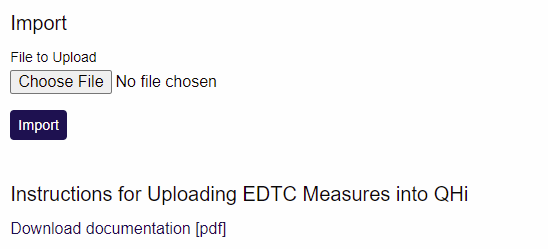 Import
File to Upload
Choose File No file chosen
Import
Instructions for Uploading EDTC Measures into QHi
Download documentation [pdf]